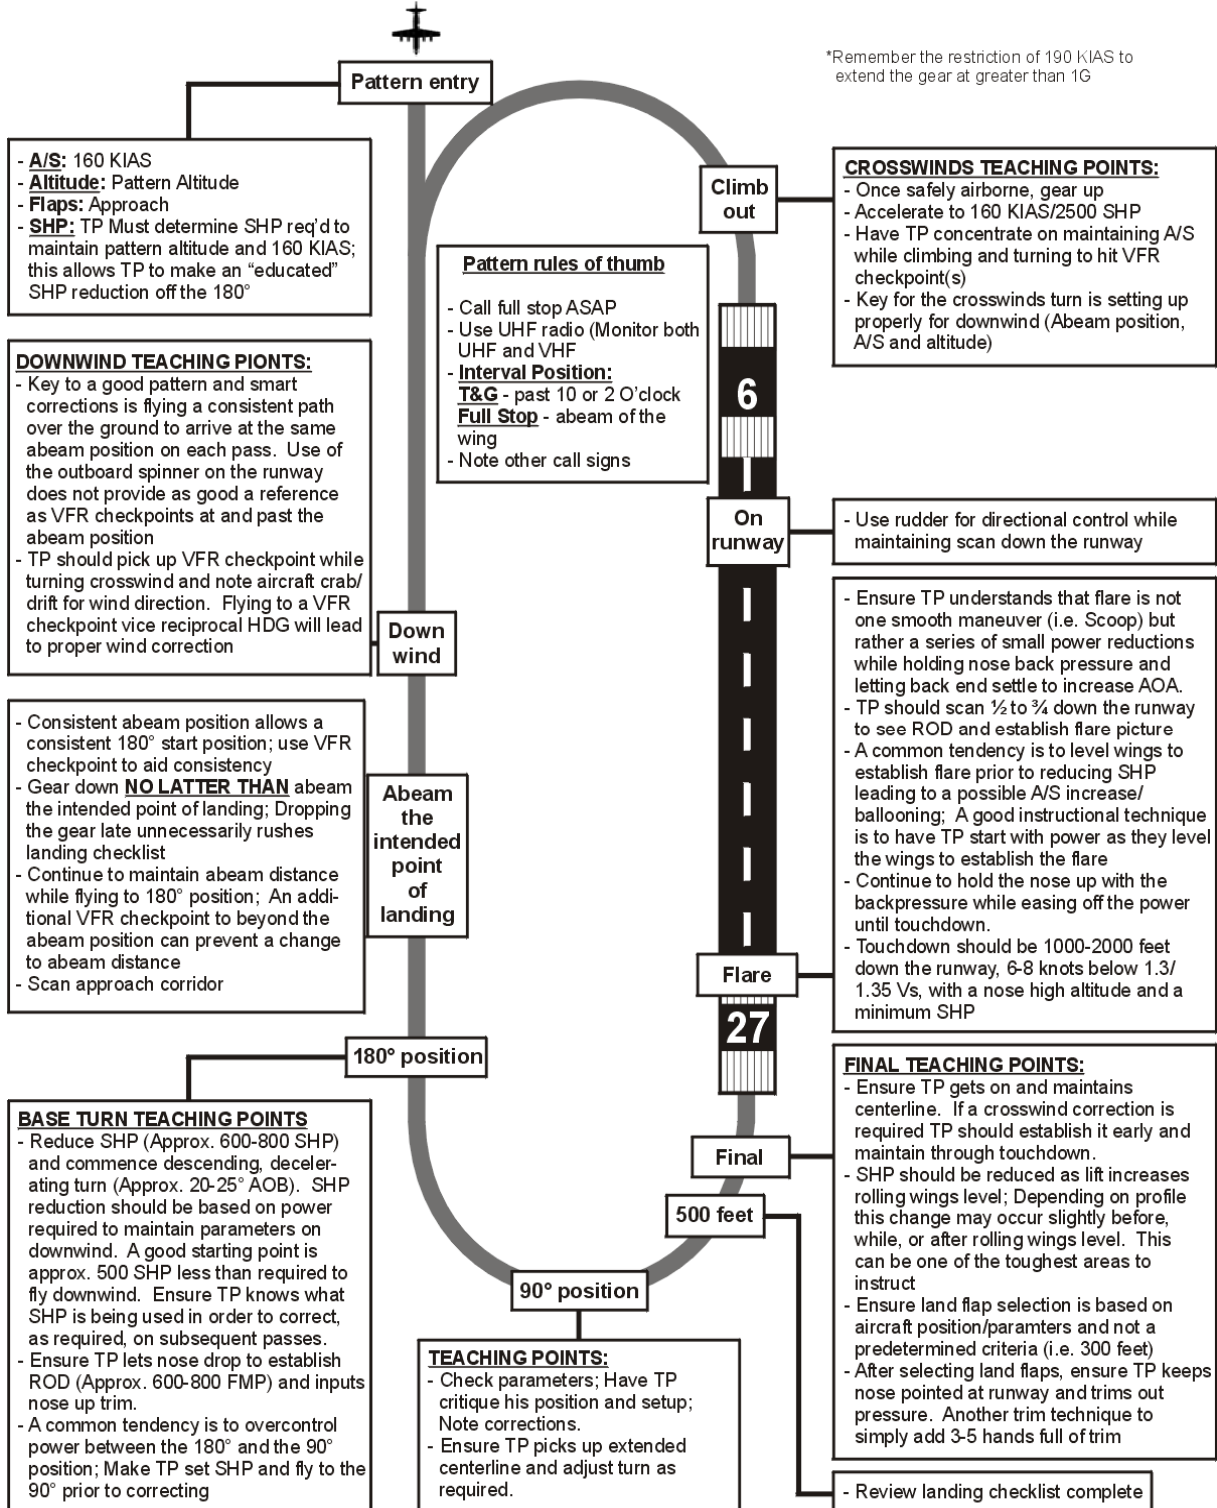 *Remember the restriction of 190 KIAS to
extend the gear at greater than 1G
Pattern entry
- A/S: 160 KIAS
- Altitude: Pattern Altitude
- Flaps: Approach
- SHP: TP Must determine SHP req'd to
maintain pattern altitude and 160 KIAS;
this allows TP to make an “educated”
SHP reduction off the 180°
Climb
out
CROSSWINDS TEACHING POINTS:
- Once safely airborne, gear up
- Accelerate to 160 KIAS/2500 SHP
- Have TP concentrate on maintaining A/S
while climbing and turning to hit VFR
checkpoint(s)
- Key for the crosswinds turn is setting up
properly for downwind (Abeam position,
A/S and altitude)
Pattern rules of thumb
- Call full stop ASAP
- Use UHF radio (Monitor both
UHF and VHF
- Interval Position:
T&G - past 10 or 2 O'clock
Full Stop - abeam of the
wing
- Note other call signs
6
DOWNWIND TEACHING PIONTS:
- Key to a good pattern and smart
corrections is flying a consistent path
over the ground to arrive at the same
abeam position on each pass. Use of
the outboard spinner on the runway
does not provide as good a reference
as VFR checkpoints at and past the
abeam position
- TP should pick up VFR checkpoint while
turning crosswind and note aircraft crab/
drift for wind direction. Flying to a VFR
checkpoint vice reciprocal HDG will lead
to proper wind correction
Down
wind
On
runway
- Use rudder for directional control while
maintaining scan down the runway
- Consistent abeam position allows a
consistent 180° start position; use VFR
checkpoint to aid consistency
- Gear down NO LATTER THAN abeam
the intended point of landing; Dropping
the gear late unnecessarily rushes
landing checklist
- Continue to maintain abeam distance
while flying to 180° position; An addi-
tional VFR checkpoint to beyond the
abeam position can prevent a change
to abeam distance
- Scan approach corridor
Abeam
the
intended
point
of
landing
- Ensure TP understands that flare is not
one smooth maneuver (i.e. Scoop) but
rather a series of small power reductions
while holding nose back pressure and
letting back end settle to increase AOA.
- TP should scan ½ to ¾ down the runway
to see ROD and establish flare picture
- A common tendency is to level wings to
establish flare prior to reducing SHP
leading to a possible A/S increase/
ballooning; A good instructional technique
is to have TP start with power as they level
the wings to establish the flare
- Continue to hold the nose up with the
backpressure while easing off the power
until touchdown.
- Touchdown should be 1000-2000 feet
down the runway, 6-8 knots below 1.3/
1.35 Vs, with a nose high altitude and a
minimum SHP
Flare
27
180° position
BASE TURN TEACHING POINTS
- Reduce SHP (Approx. 600-800 SHP)
and commence descending, deceler-
ating turn (Approx. 20-25° AOB). SHP
reduction should be based on power
required to maintain parameters on
downwind. A good starting point is
approx. 500 SHP less than required to
fly downwind. Ensure TP knows what
SHP is being used in order to correct,
as required, on subsequent passes.
- Ensure TP lets nose drop to establish
ROD (Approx. 600-800 FMP) and inputs
nose up trim.
- A common tendency is to overcontrol
power between the 180° and the 90°
position; Make TP set SHP and fly to the
90° prior to correcting
Final
FINAL TEACHING POINTS:
- Ensure TP gets on and maintains
centerline. If a crosswind correction is
required TP should establish it early and
maintain through touchdown.
- SHP should be reduced as lift increases
rolling wings level; Depending on profile
this change may occur slightly before,
while, or after rolling wings level. This
can be one of the toughest areas to
instruct
- Ensure land flap selection is based on
aircraft position/paramters and not a
predetermined criteria (i.e. 300 feet)
- After selecting land flaps, ensure TP keeps
nose pointed at runway and trims out
pressure. Another trim technique to
simply add 3-5 hands full of trim
500 feet
90° position
TEACHING POINTS:
- Check parameters; Have TP
critique his position and setup;
Note corrections.
- Ensure TP picks up extended
centerline and adjust turn as
required.
- Review landing checklist complete